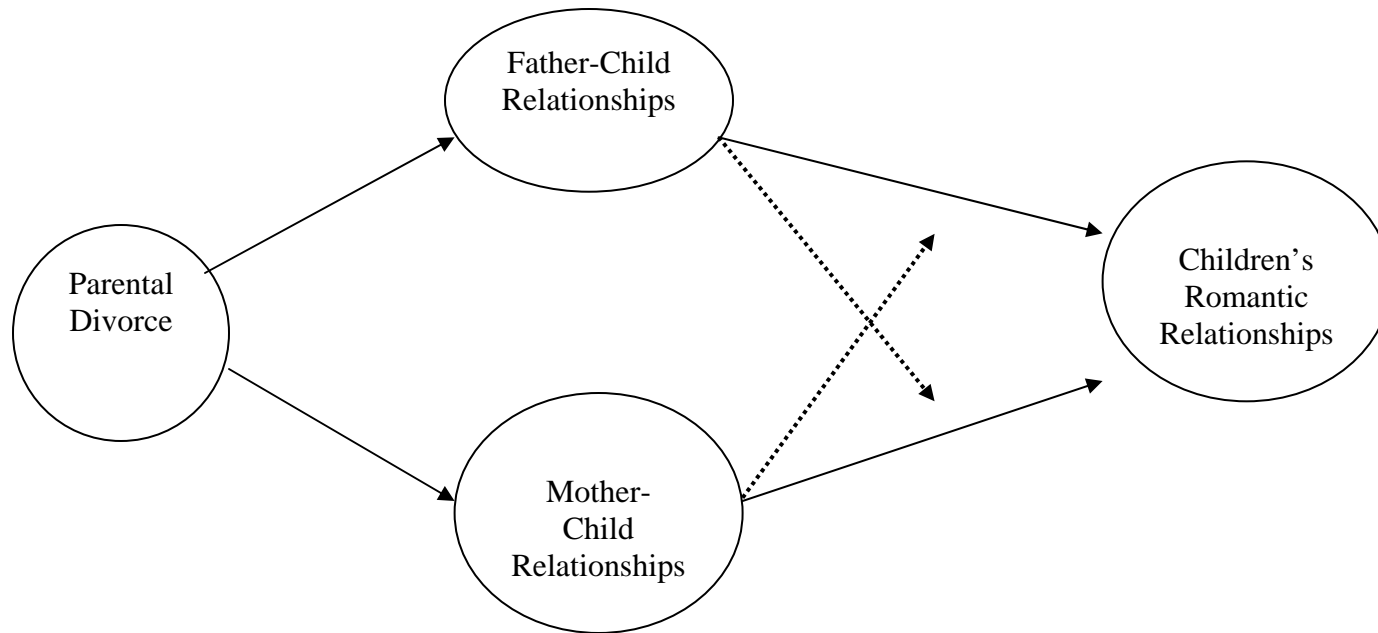 Father-Child
Relationships
Parental
Divorce
Children’s
Romantic
Relationships
Mother-
Child
Relationships